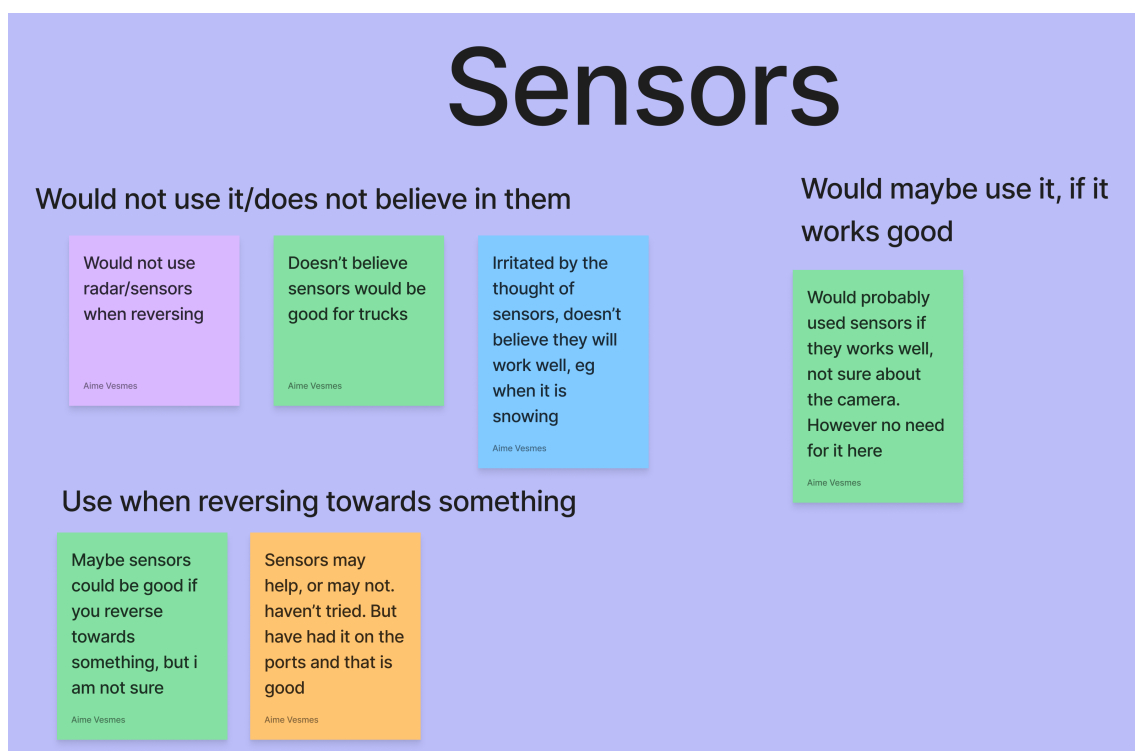 Sensors
Would not use it/does not believe in them
Would not use
radar/sensors
when reversing
Aime Vesmes
Doesn’t believe
sensors would be
good for trucks
Aime Vesmes
Irritated by the
thought of
sensors, doesn’t
believe they will
work well, eg
when it is
snowing
Aime Vesmes
Would maybe use it, if it
works good
Would probably
used sensors if
they works well,
not sure about
the camera.
However no need
for it here
Aime Vesmes
Use when reversing towards something
Maybe sensors
could be good if
you reverse
towards
something, but i
am not sure
Aime Vesmes
Sensors may
help, or may not.
haven’t tried. But
have had it on the
ports and that is
good
Aime Vesmes